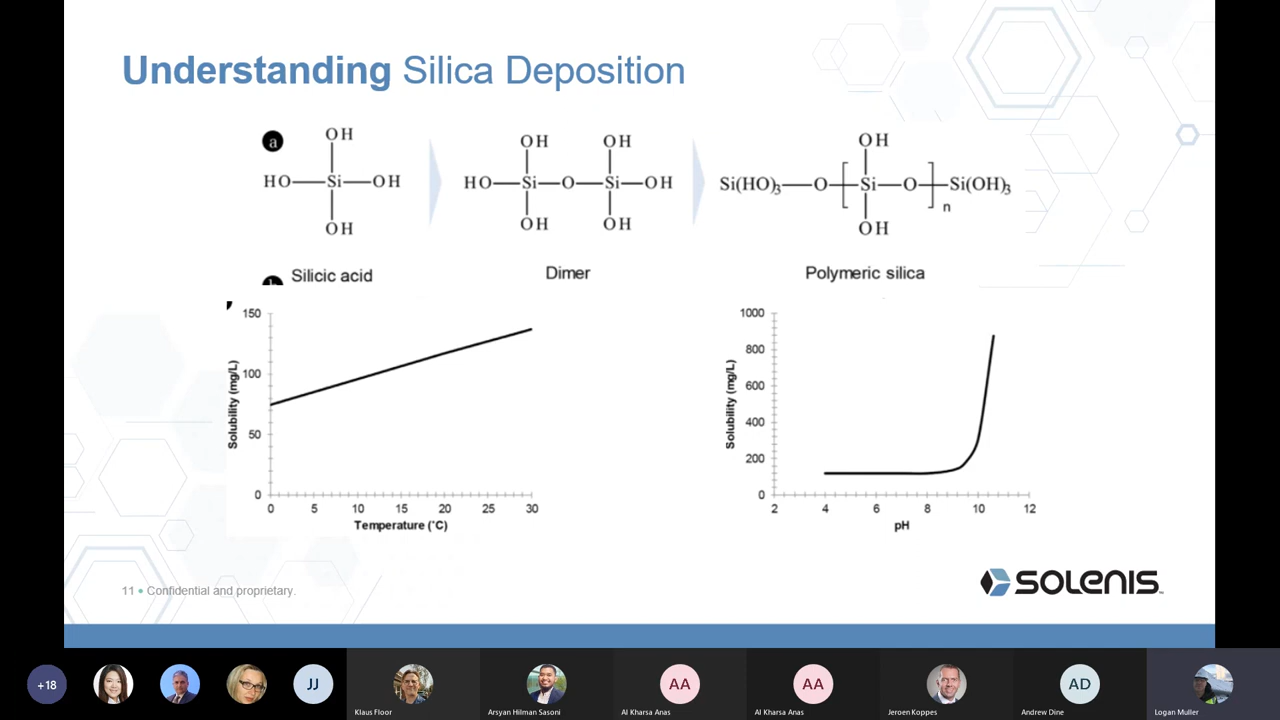 Understanding Silica Deposition
a
OH
HO—Si—OH
OH
OH OH
HO—Si—O—Si—OH
OH OH
OH
Si(HO)3—O—[Si—O—]n Si(OH)3
OH
Silicic acid
Dimer
Polymeric silica
150
100
50
0
Solubility (mg/L)
0 5 10 15 20 25 30
Temperature (°C)
1000
800
600
400
200
0
Solubility (mg/L)
2 4 6 8 10 12
pH
11 • Confidential and proprietary.
SOLENIS™
+18
JJ
Klaus Floor
Arsyan Hilman Sasoni
AA
Al Kharsa Anas
AA
Al Kharsa Anas
Jeroen Koppes
AD
Andrew Dine
Logan Muller